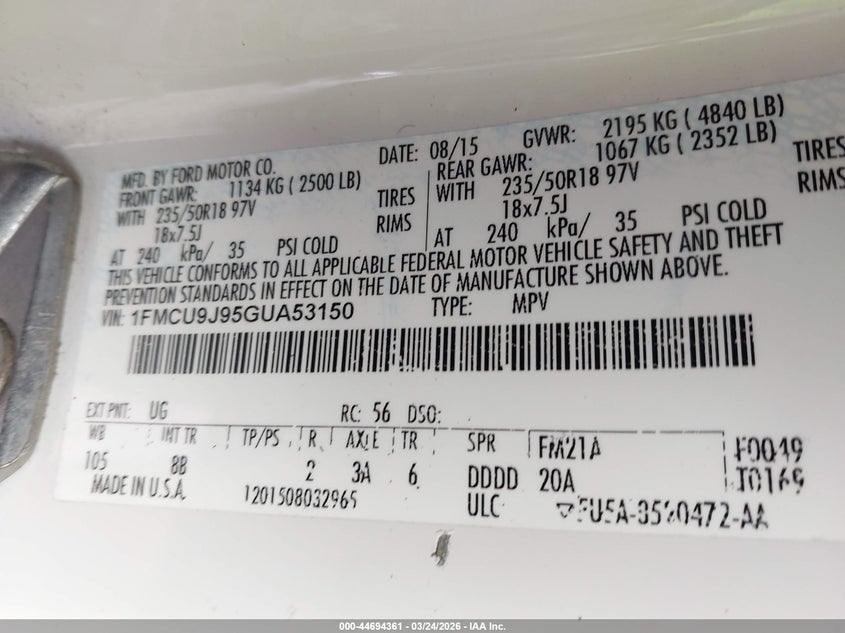 MFD. BY FORD MOTOR CO. DATE: 08/15 GVWR: 2195 KG ( 4840 LB)
FRONT GAWR: 1134 KG ( 2500 LB) REAR GAWR: 1067 KG ( 2352 LB)
WITH 235/50R18 97V TIRES WITH 235/50R18 97V TIRES
18x7.5J RIMS 18x7.5J RIMS
AT 240 kPa/ 35 PSI COLD AT 240 kPa/ 35 PSI COLD
THIS VEHICLE CONFORMS TO ALL APPLICABLE FEDERAL MOTOR VEHICLE SAFETY AND THEFT
PREVENTION STANDARDS IN EFFECT ON THE DATE OF MANUFACTURE SHOWN ABOVE.
VIN: 1FMCU9J95GUA53150 TYPE: MPV
EXT PNT: UG RC: 56 DSO:
WB INT TR TP/PS R AXLE TR SPR FM21A F0049
105 8B 2 3A 6 DDDD 20A T0169
MADE IN U.S.A. 1201508032965 ULC
000-44694361 - 03/24/2026 - IAA Inc.